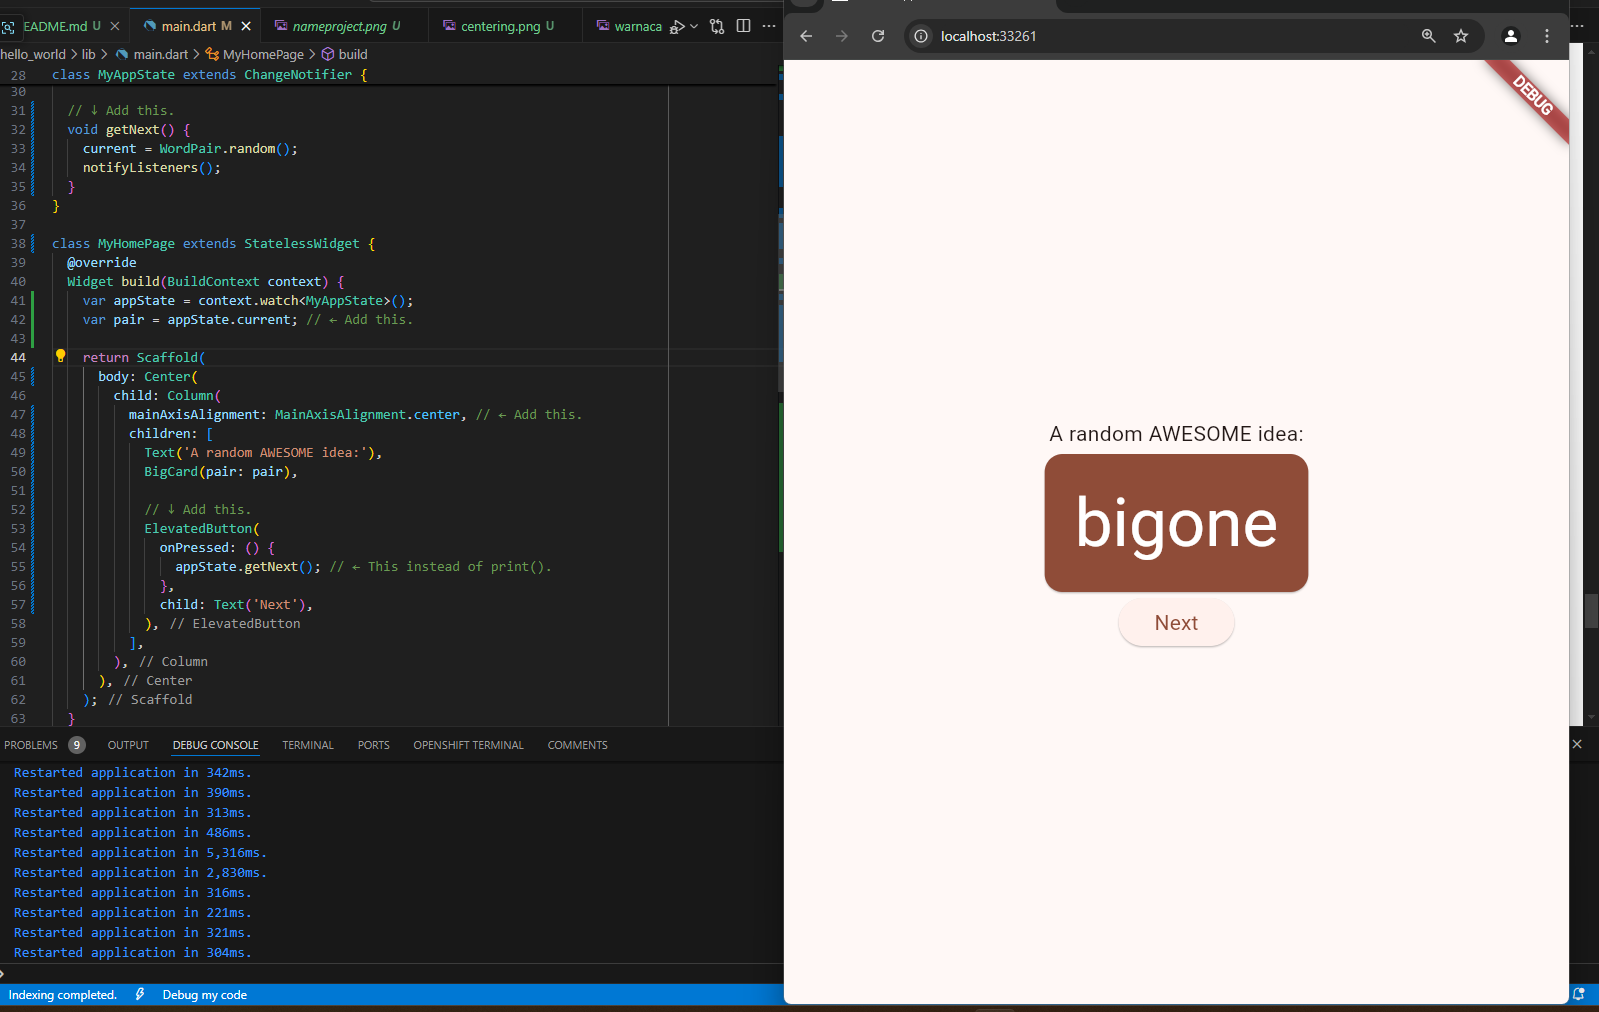 EADME.md U
main.dart M
nameproject.png U
centering.png U
warnaca
hello_world > lib > main.dart > MyHomePage > build
28 class MyAppState extends ChangeNotifier {
30
31 // ↓ Add this.
32 void getNext() {
33 current = WordPair.random();
34 notifyListeners();
35 }
36 }
37
38 class MyHomePage extends StatelessWidget {
39 @override
40 Widget build(BuildContext context) {
41 var appState = context.watch<MyAppState>();
42 var pair = appState.current; // ← Add this.
43
44 return Scaffold(
45 body: Center(
46 child: Column(
47 mainAxisAlignment: MainAxisAlignment.center, // ← Add this.
48 children: [
49 Text('A random AWESOME idea:'),
50 BigCard(pair: pair),
51
52 // ↓ Add this.
53 ElevatedButton(
54 onPressed: () {
55 appState.getNext(); // ← This instead of print().
56 },
57 child: Text('Next'),
58 ), // ElevatedButton
59 ],
60 ), // Column
61 ), // Center
62 ); // Scaffold
63 }
PROBLEMS 9 OUTPUT DEBUG CONSOLE TERMINAL PORTS OPENSHIFT TERMINAL COMMENTS
Restarted application in 342ms.
Restarted application in 390ms.
Restarted application in 313ms.
Restarted application in 486ms.
Restarted application in 5,316ms.
Restarted application in 2,830ms.
Restarted application in 316ms.
Restarted application in 221ms.
Restarted application in 321ms.
Restarted application in 304ms.
Indexing completed. Debug my code
localhost:33261
DEBUG
A random AWESOME idea:
bigone
Next